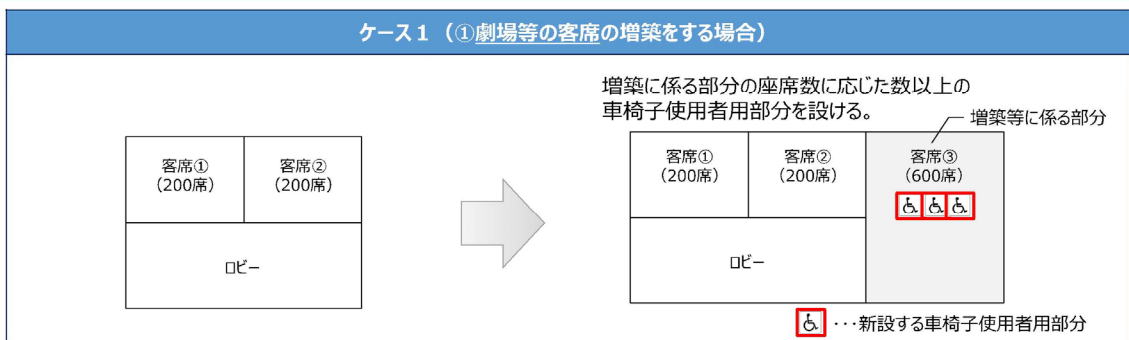 ケース１（①劇場等の客席の増築をする場合）
客席①
（200席）
客席②
（200席）
ロビー
増築に係る部分の座席数に応じた数以上の
車椅子使用者用部分を設ける。
増築等に係る部分
客席①
（200席）
客席②
（200席）
客席③
（600席）
ロビー
･･･新設する車椅子使用者用部分